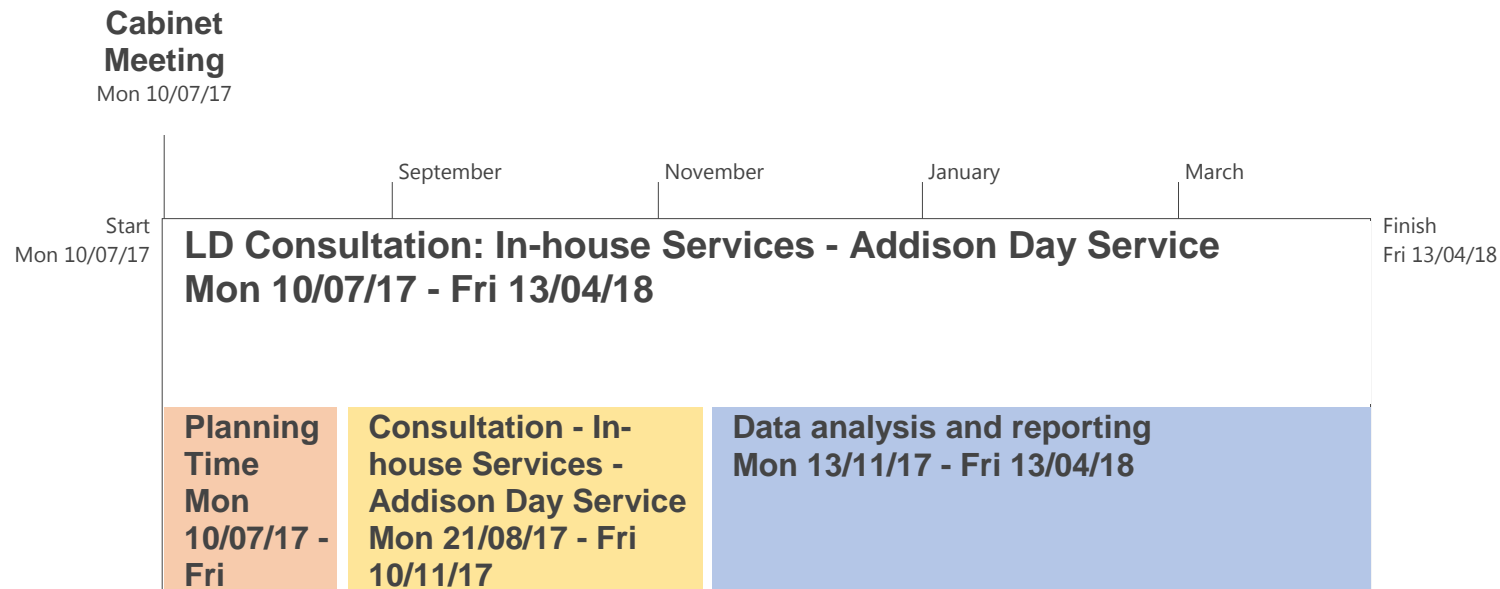 Cabinet
Meeting
Mon 10/07/17
September
November
January
March
Start
Mon 10/07/17
LD Consultation: In-house Services - Addison Day Service
Mon 10/07/17 - Fri 13/04/18
Finish
Fri 13/04/18
Planning
Time
Mon
10/07/17 -
Fri
Consultation - In-
house Services -
Addison Day Service
Mon 21/08/17 - Fri
10/11/17
Data analysis and reporting
Mon 13/11/17 - Fri 13/04/18